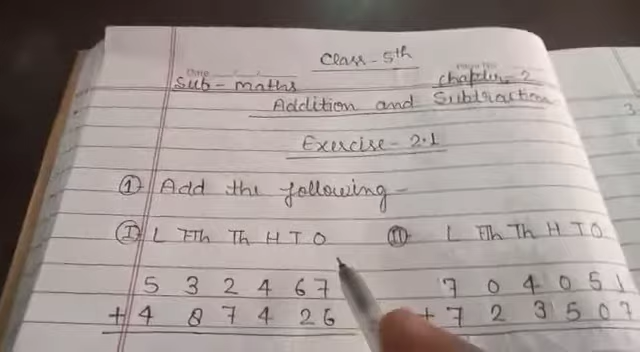 Class - 5th
Date
Sub - maths
Chapter - 2
Addition and Subtraction
Exercise - 2.1
① Add the following -
Ⓘ L TTh Th H T O
Ⓘⓘ L TTh Th H T O
5 3 2 4 6 7
7 0 4 0 5 1
+ 4 8 7 4 2 6
+ 7 2 3 5 0 7
3.